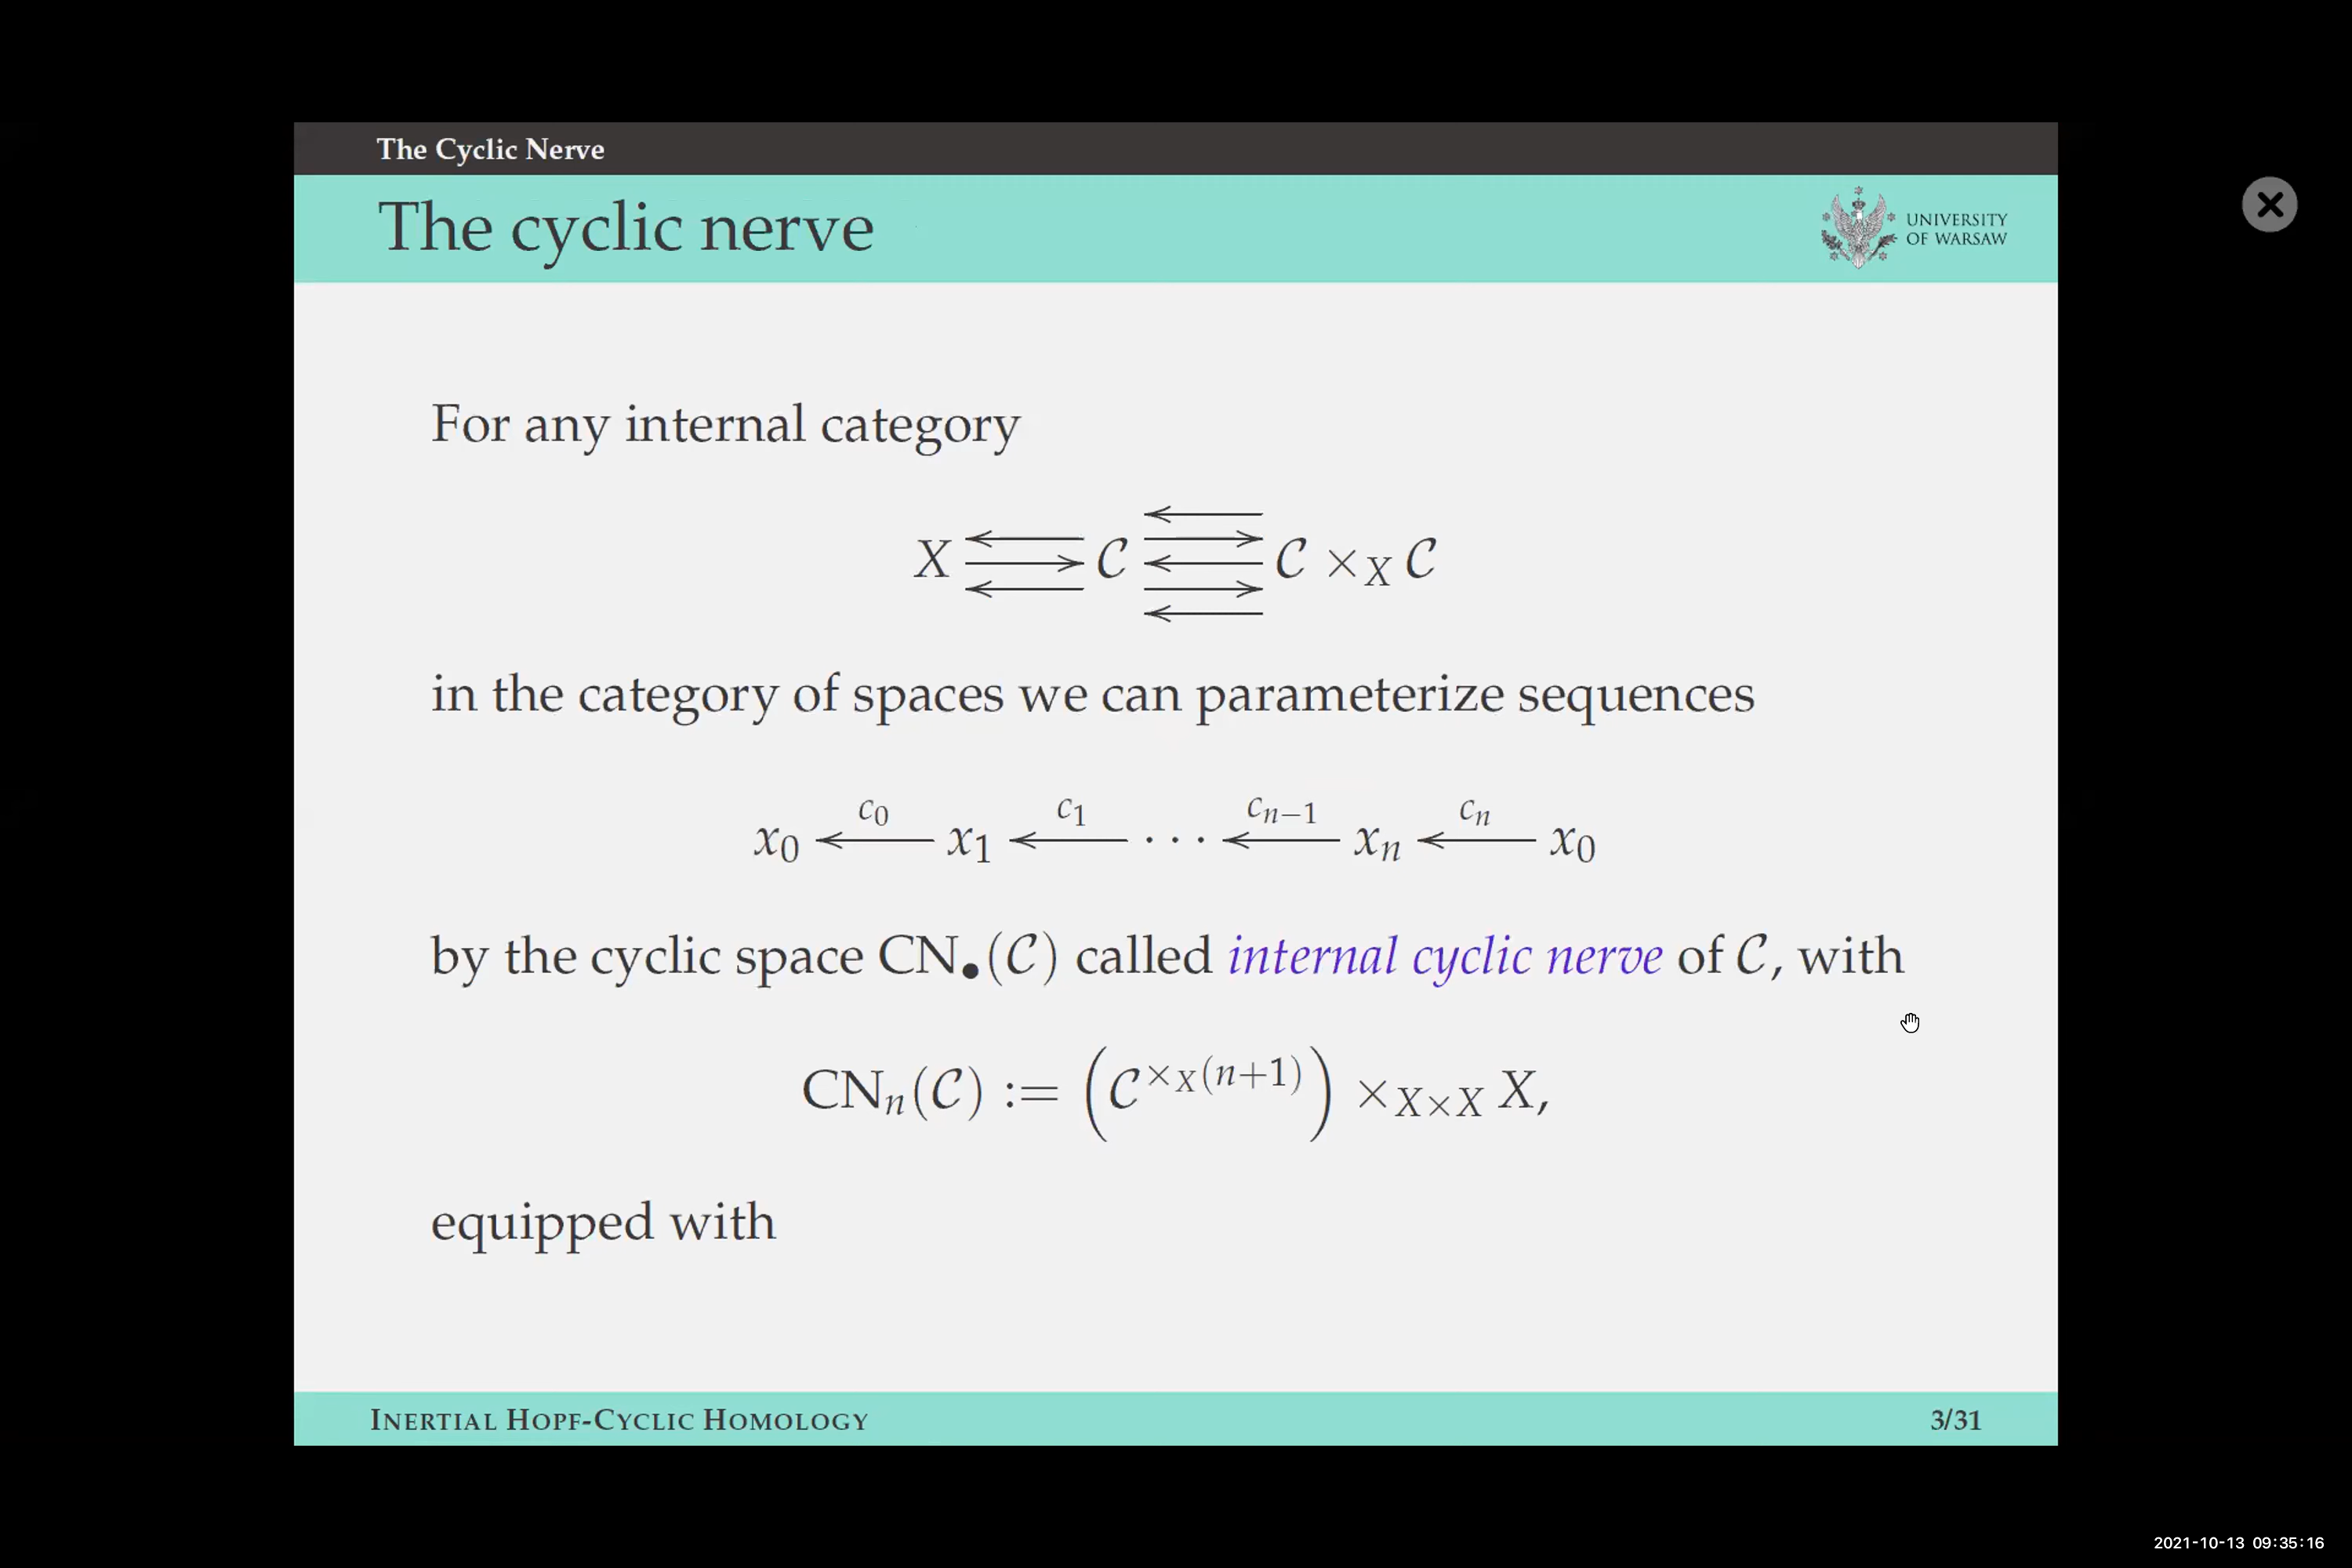 The Cyclic Nerve
The cyclic nerve
UNIVERSITY
OF WARSAW
For any internal category
X ⇄ C ⇄ C ×_X C
in the category of spaces we can parameterize sequences
x_0 ←^{c_0} x_1 ←^{c_1} ··· ←^{c_{n−1}} x_n ←^{c_n} x_0
by the cyclic space CN_•(C) called internal cyclic nerve of C, with
CN_n(C) := (C^{×_X(n+1)}) ×_{X×X} X,
equipped with
INERTIAL HOPF-CYCLIC HOMOLOGY
3/31
2021-10-13 09:35:16